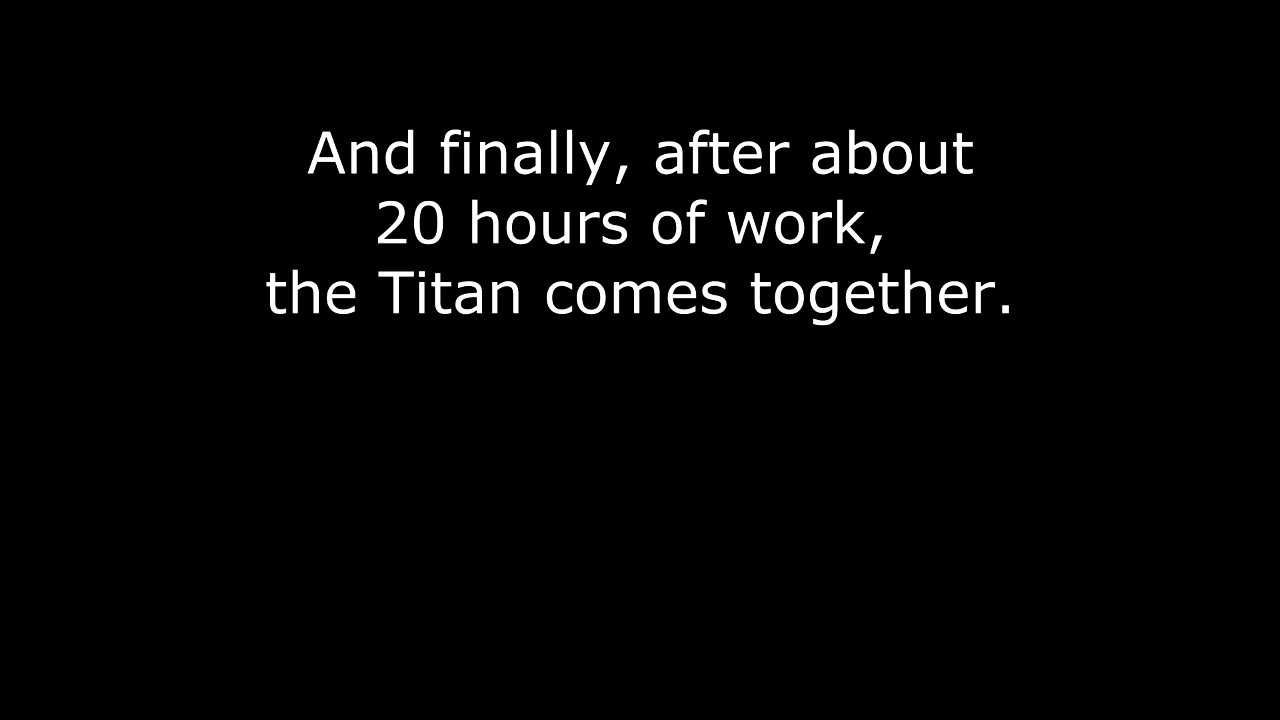 And finally, after about
20 hours of work,
the Titan comes together.